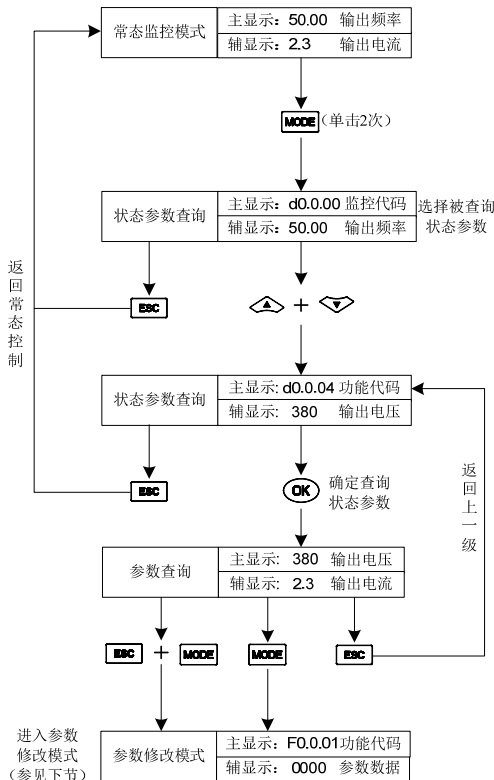 常态监控模式
主显示：50.00 输出频率
辅显示：2.3 输出电流
MODE（单击2次）
状态参数查询
主显示：d0.0.00 监控代码
辅显示：50.00 输出频率
选择被查询
状态参数
ESC
+
返回常态控制
状态参数查询
主显示: d0.0.04 功能代码
辅显示: 380 输出电压
ESC
OK
确定查询
状态参数
返回上一级
参数查询
主显示: 380 输出电压
辅显示: 2.3 输出电流
ESC + MODE
MODE
ESC
进入参数
修改模式
（参见下节）
参数修改模式
主显示：F0.0.01功能代码
辅显示：0000 参数数据